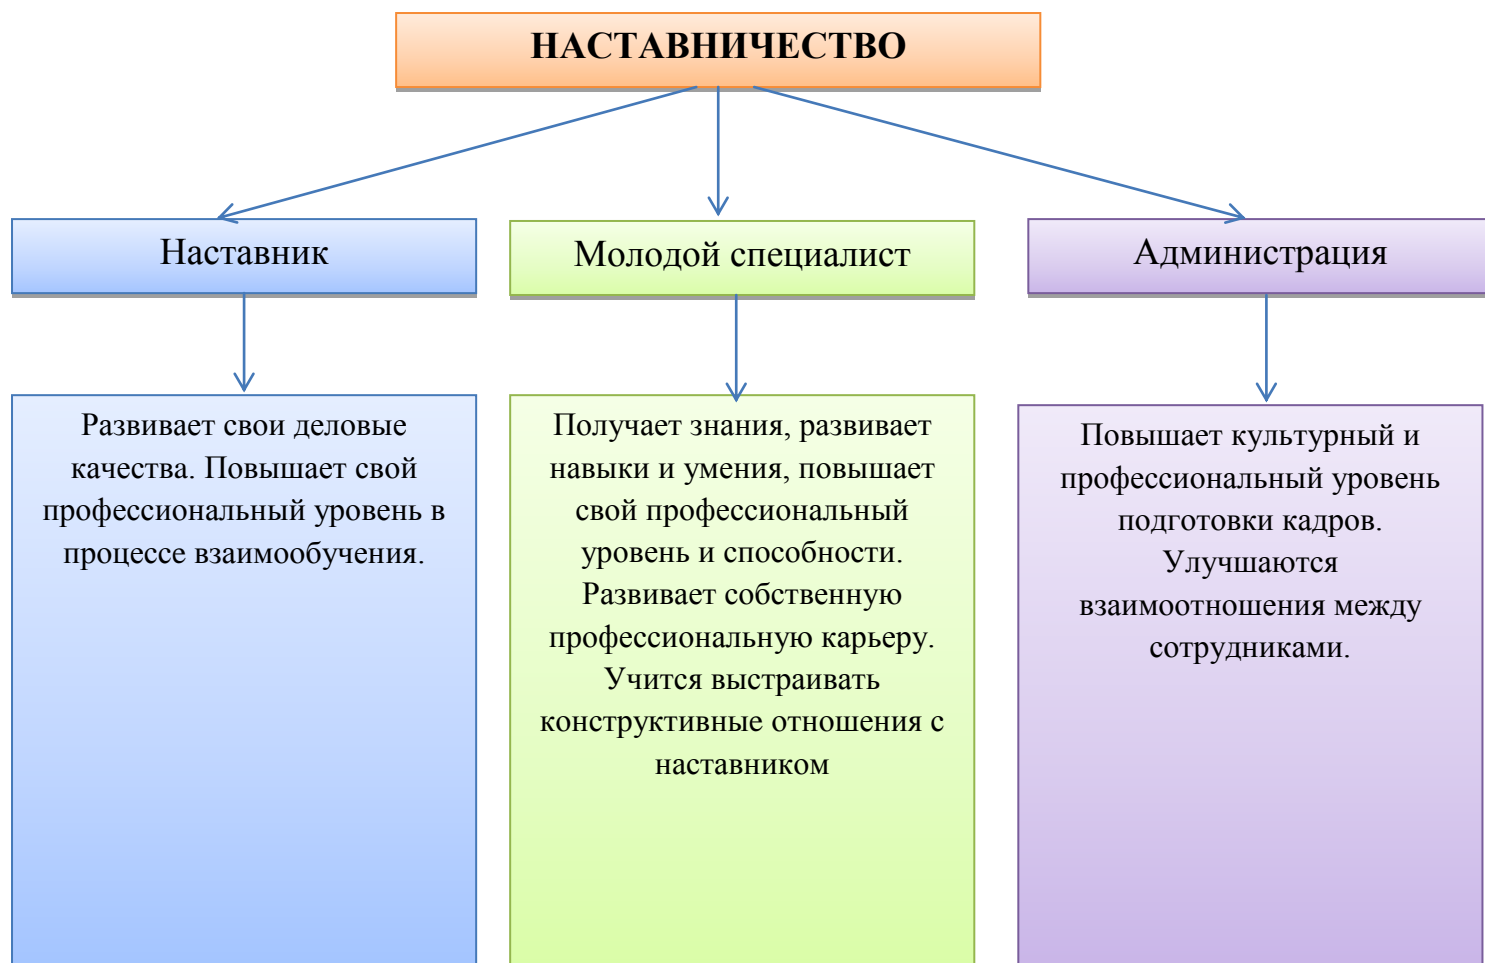 НАСТАВНИЧЕСТВО
Наставник
Молодой специалист
Администрация
Развивает свои деловые
качества. Повышает свой
профессиональный уровень в
процессе взаимообучения.
Получает знания, развивает
навыки и умения, повышает
свой профессиональный
уровень и способности.
Развивает собственную
профессиональную карьеру.
Учится выстраивать
конструктивные отношения с
наставником
Повышает культурный и
профессиональный уровень
подготовки кадров.
Улучшаются
взаимоотношения между
сотрудниками.